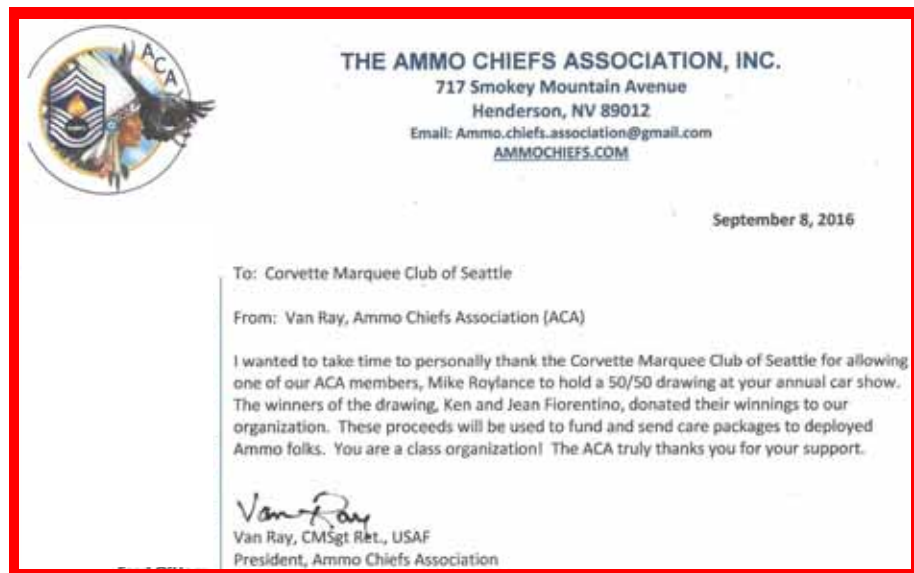 ACA
THE AMMO CHIEFS ASSOCIATION, INC.
717 Smokey Mountain Avenue
Henderson, NV 89012
Email: Ammo.chiefs.association@gmail.com
AMMOCHIEFS.COM
September 8, 2016
To: Corvette Marquee Club of Seattle
From: Van Ray, Ammo Chiefs Association (ACA)
I wanted to take time to personally thank the Corvette Marquee Club of Seattle for allowing
one of our ACA members, Mike Roylance to hold a 50/50 drawing at your annual car show.
The winners of the drawing, Ken and Jean Fiorentino, donated their winnings to our
organization. These proceeds will be used to fund and send care packages to deployed
Ammo folks. You are a class organization! The ACA truly thanks you for your support.
Van Ray
Van Ray, CMSgt Ret., USAF
President, Ammo Chiefs Association